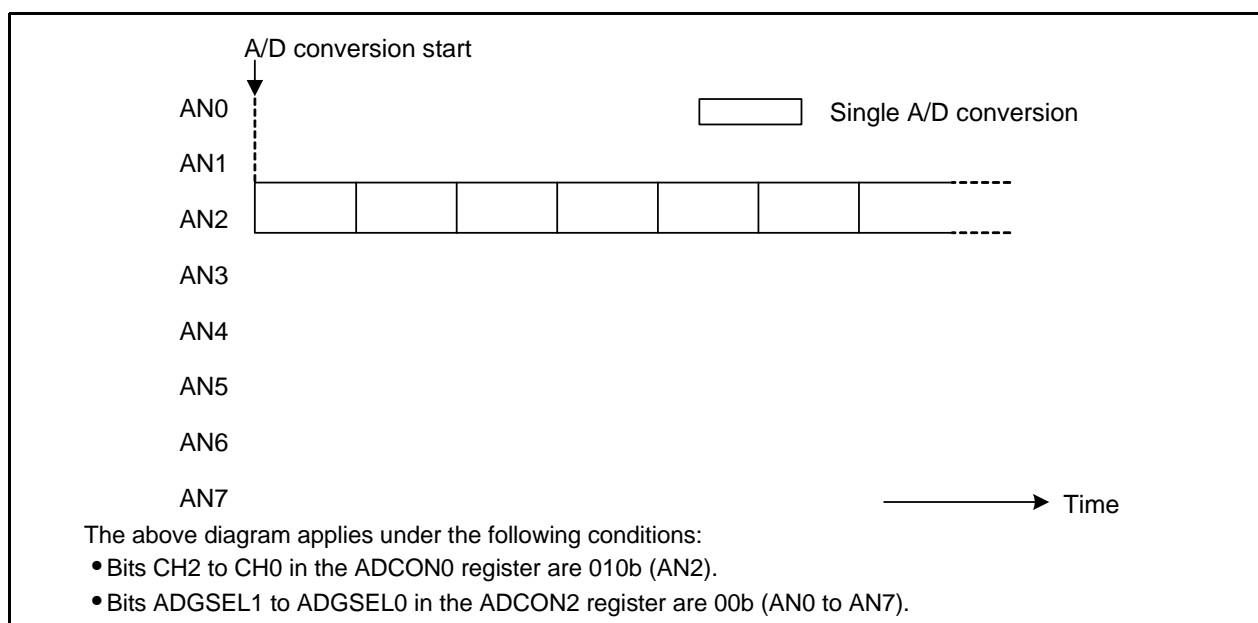 A/D conversion start
AN0
Single A/D conversion
AN1
AN2
AN3
AN4
AN5
AN6
AN7
Time
The above diagram applies under the following conditions:
• Bits CH2 to CH0 in the ADCON0 register are 010b (AN2).
• Bits ADGSEL1 to ADGSEL0 in the ADCON2 register are 00b (AN0 to AN7).